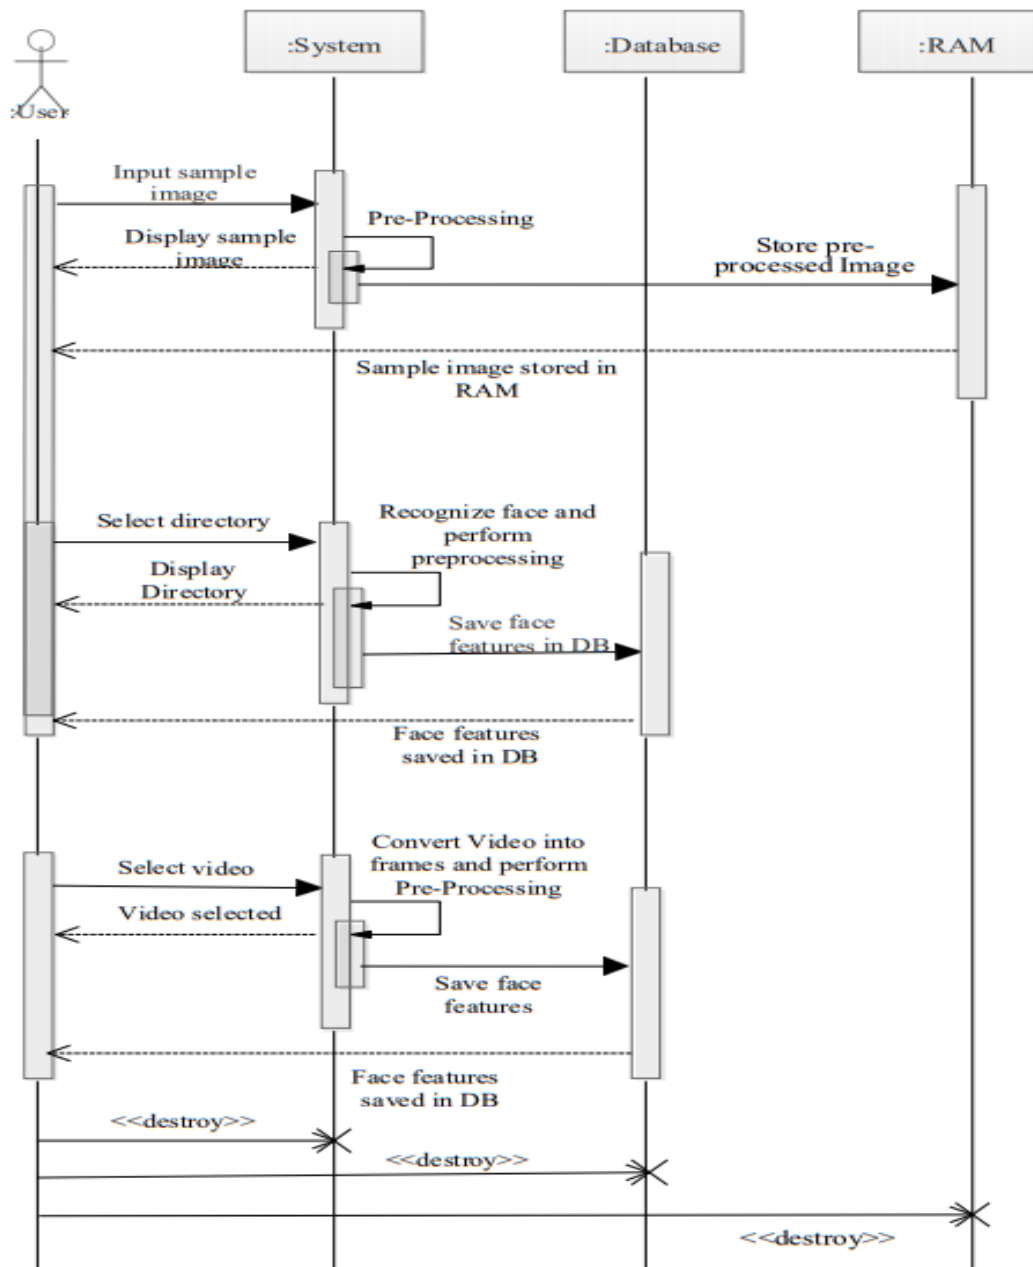 :System
:Database
:RAM
:User
Input sample
image
Pre-Processing
Display sample
image
Store pre-
processed Image
Sample image stored in
RAM
Select directory
Recognize face and
perform
preprocessing
Display
Directory
Save face
features in DB
Face features
saved in DB
Convert Video into
frames and perform
Pre-Processing
Select video
Video selected
Save face
features
Face features
saved in DB
<<destroy>>
<<destroy>>
<<destroy>>